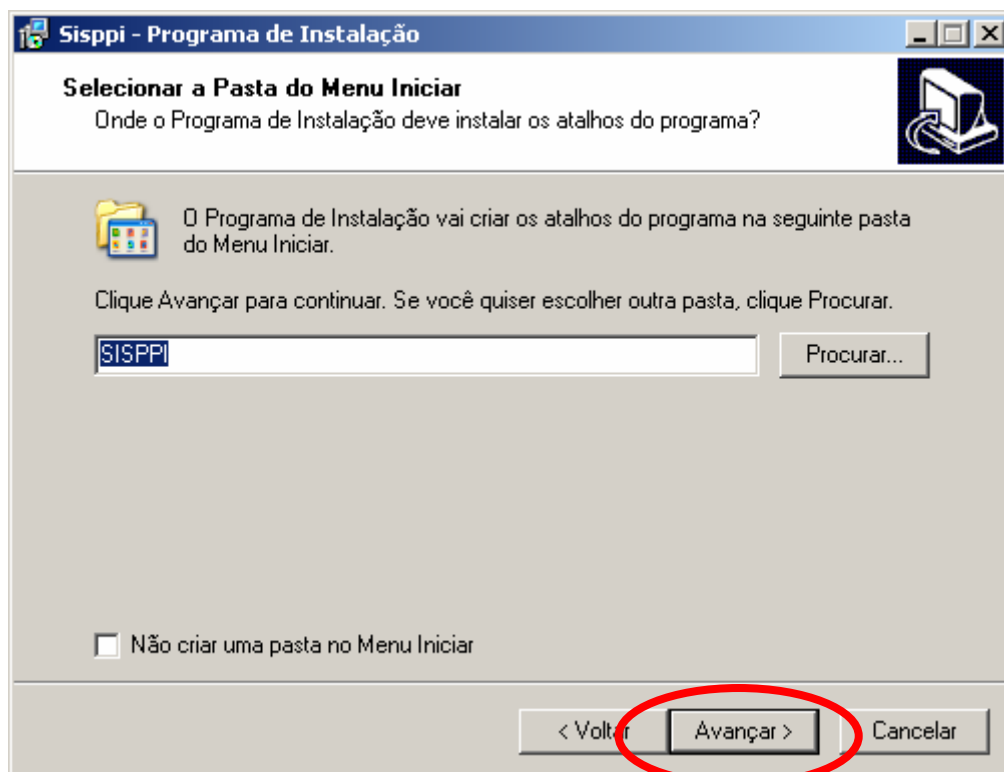 Sisppi - Programa de Instalação
Selecionar a Pasta do Menu Iniciar
Onde o Programa de Instalação deve instalar os atalhos do programa?
O Programa de Instalação vai criar os atalhos do programa na seguinte pasta
do Menu Iniciar.
Clique Avançar para continuar. Se você quiser escolher outra pasta, clique Procurar.
SISPPI
Procurar...
Não criar uma pasta no Menu Iniciar
< Voltar
Avançar >
Cancelar